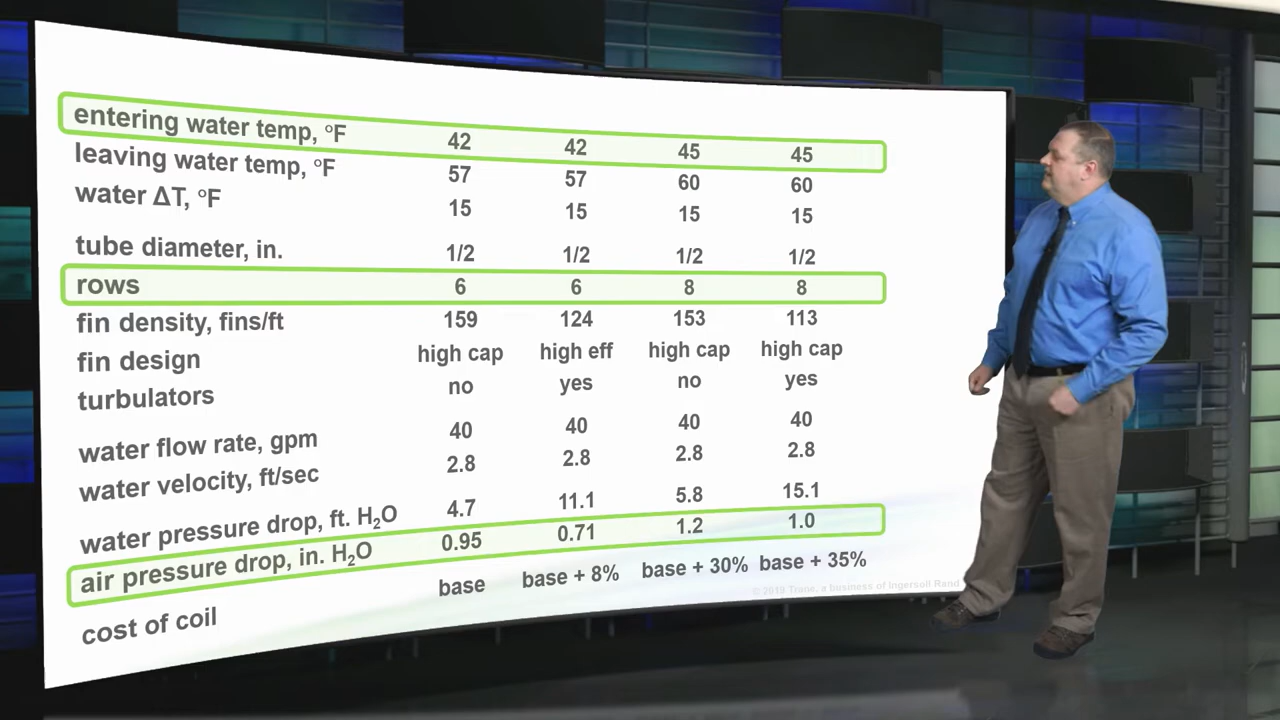 entering water temp, °F 42 42 45 45
leaving water temp, °F 57 57 60 60
water ΔT, °F 15 15 15 15
tube diameter, in. 1/2 1/2 1/2 1/2
rows 6 6 8 8
fin density, fins/ft 159 124 153 113
fin design high cap high eff high cap high cap
turbulators no yes no yes
water flow rate, gpm 40 40 40 40
water velocity, ft/sec 2.8 2.8 2.8 2.8
water pressure drop, ft. H₂O 4.7 11.1 5.8 15.1
air pressure drop, in. H₂O 0.95 0.71 1.2 1.0
cost of coil base base + 8% base + 30% base + 35%
© 2019 Trane, a business of Ingersoll Rand